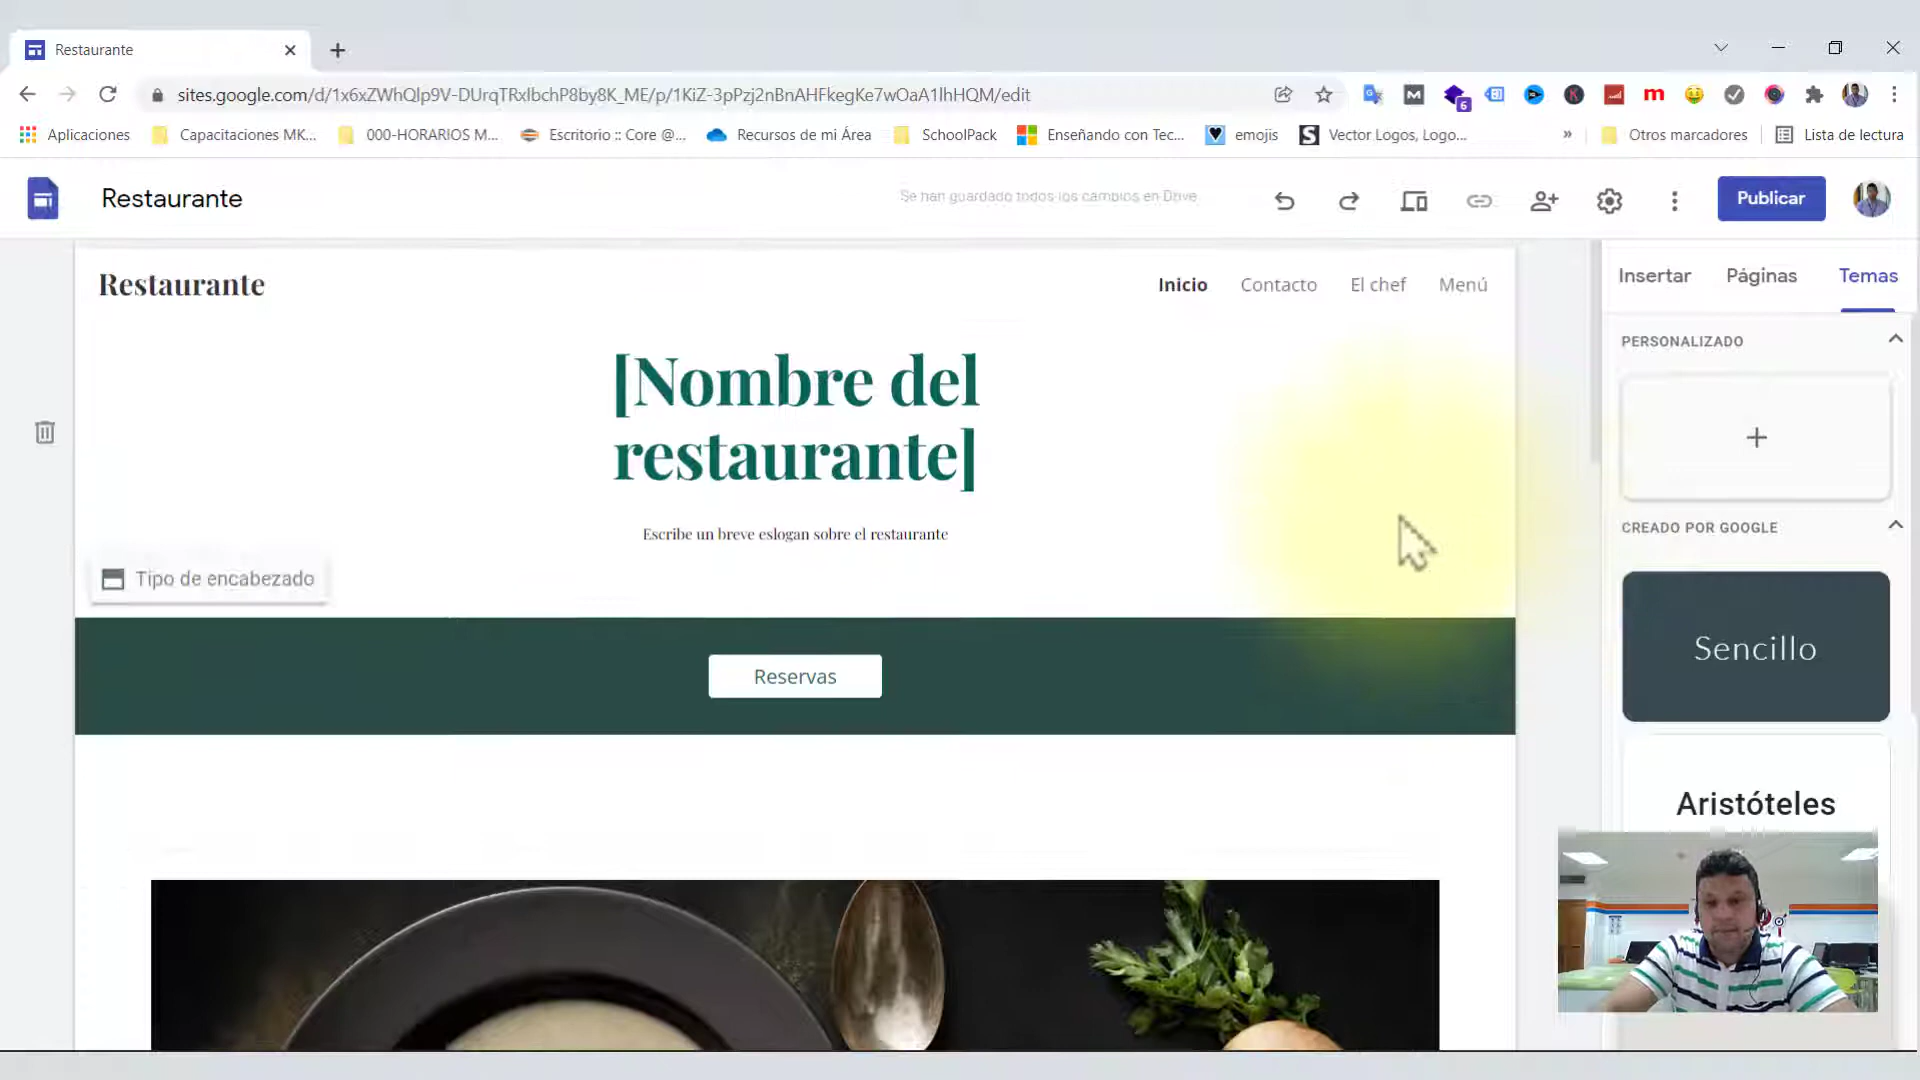 Restaurante
sites.google.com/d/1x6xZWhQlp9V-DUrqTRxlbchP8by8K_ME/p/1KiZ-3pPzj2nBnAHFkegKe7wOaA1lhHQM/edit
6
Aplicaciones Capacitaciones MK... 000-HORARIOS M... Escritorio :: Core @... Recursos de mi Área SchoolPack Enseñando con Tec... emojis Vector Logos, Logo... » Otros marcadores Lista de lectura
Restaurante Se han guardado todos los cambios en Drive Publicar
Restaurante Inicio Contacto El chef Menú
Insertar Páginas Temas
PERSONALIZADO
[Nombre del
restaurante]
Escribe un breve eslogan sobre el restaurante
Tipo de encabezado
Reservas
CREADO POR GOOGLE
Sencillo
Aristóteles